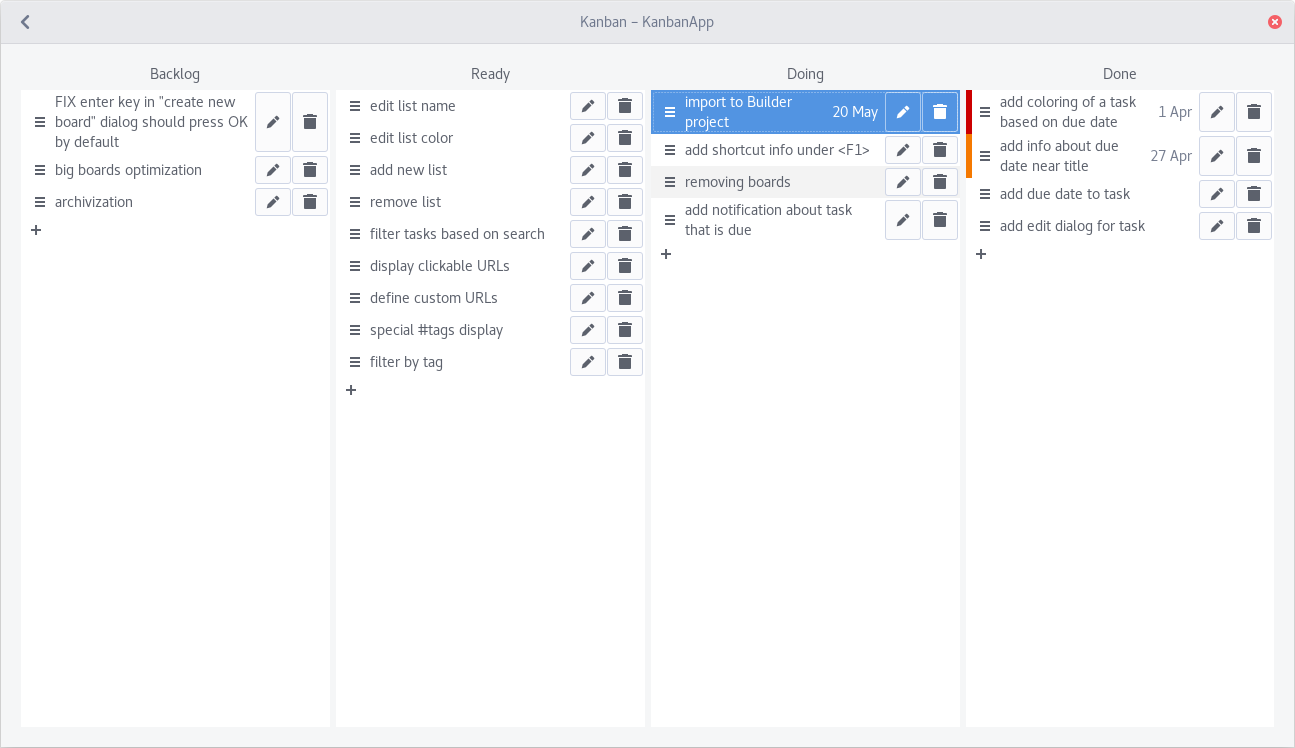 Kanban – KanbanApp
Backlog
FIX enter key in "create new
board" dialog should press OK
by default
big boards optimization
archivization
Ready
edit list name
edit list color
add new list
remove list
filter tasks based on search
display clickable URLs
define custom URLs
special #tags display
filter by tag
Doing
import to Builder
project
20 May
add shortcut info under <F1>
removing boards
add notification about task
that is due
Done
add coloring of a task
based on due date
1 Apr
add info about due
date near title
27 Apr
add due date to task
add edit dialog for task